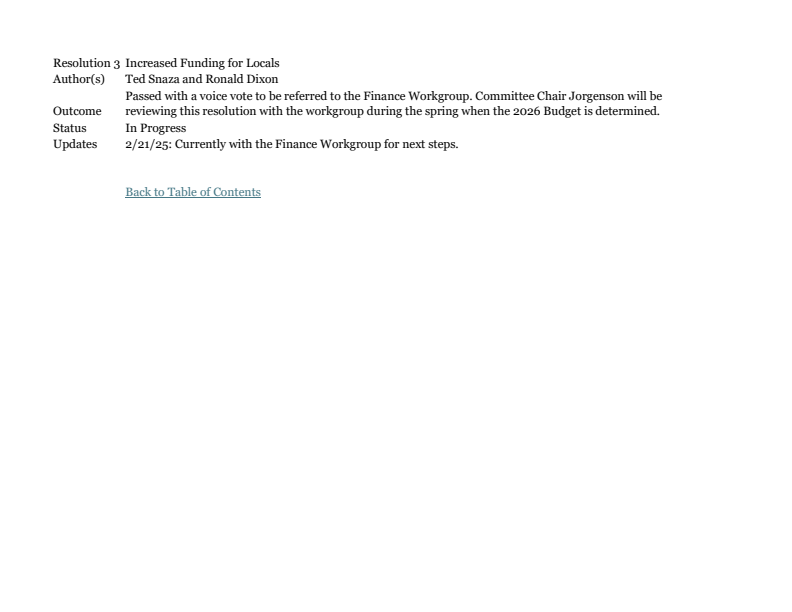 Resolution 3 Increased Funding for Locals
Author(s) Ted Snaza and Ronald Dixon
Passed with a voice vote to be referred to the Finance Workgroup. Committee Chair Jorgenson will be
Outcome reviewing this resolution with the workgroup during the spring when the 2026 Budget is determined.
Status In Progress
Updates 2/21/25: Currently with the Finance Workgroup for next steps.
Back to Table of Contents